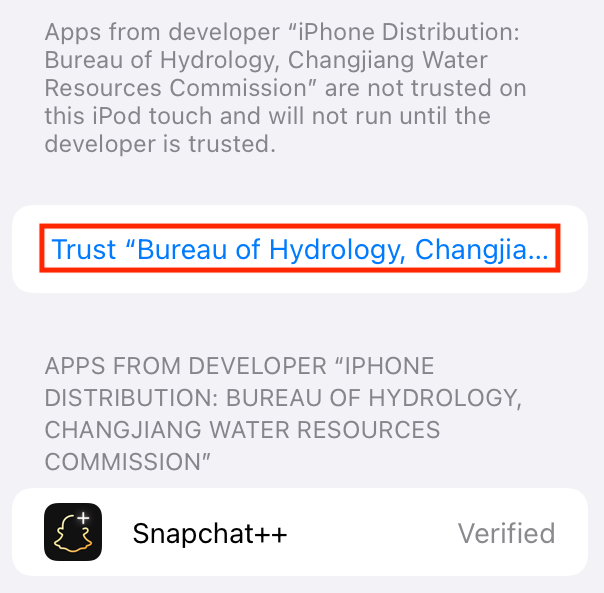 Apps from developer “iPhone Distribution:
Bureau of Hydrology, Changjiang Water
Resources Commission” are not trusted on
this iPod touch and will not run until the
developer is trusted.
Trust “Bureau of Hydrology, Changjia...
APPS FROM DEVELOPER “IPHONE
DISTRIBUTION: BUREAU OF HYDROLOGY,
CHANGJIANG WATER RESOURCES
COMMISSION”
Snapchat++ Verified